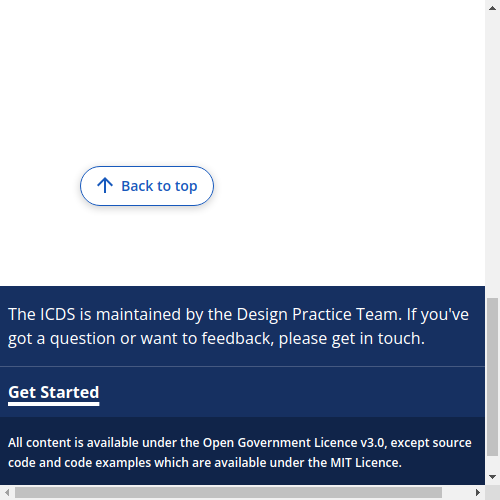 Back to top
The ICDS is maintained by the Design Practice Team. If you've
got a question or want to feedback, please get in touch.
Get Started
All content is available under the Open Government Licence v3.0, except source
code and code examples which are available under the MIT Licence.